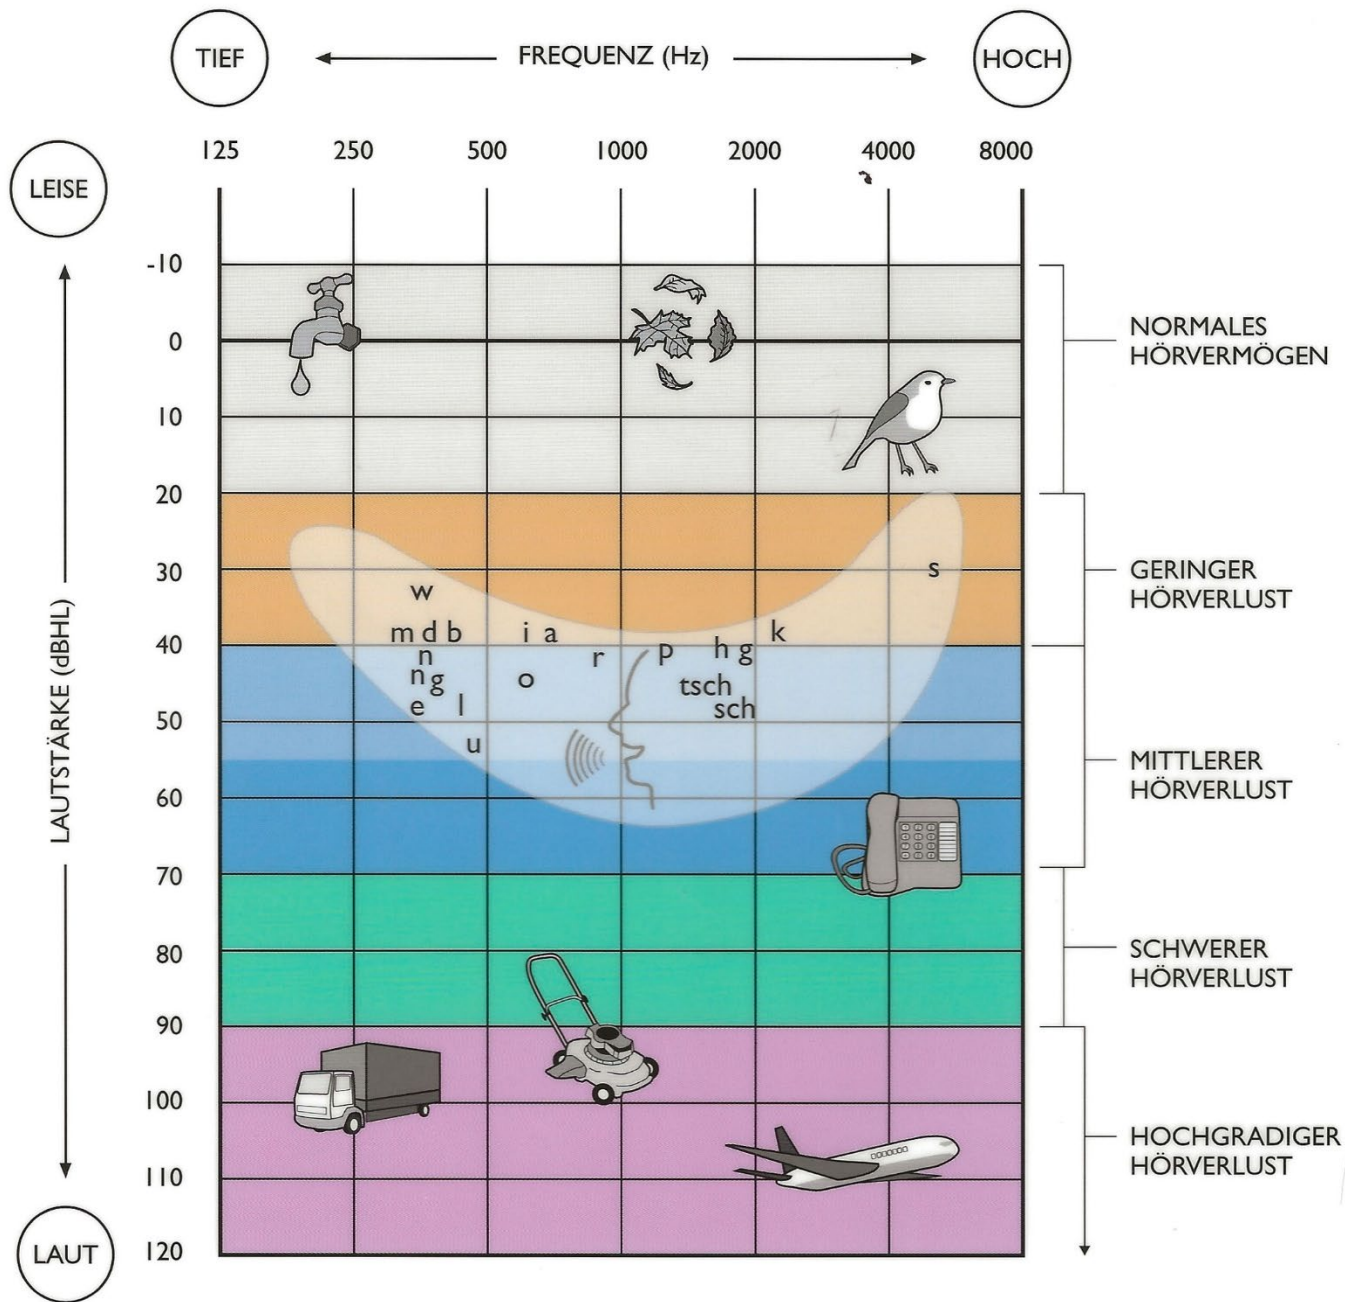 TIEF
FREQUENZ (Hz)
HOCH
125 250 500 1000 2000 4000 8000
LEISE
LAUTSTÄRKE (dBHL)
LAUT
-10
0
10
20
30
40
50
60
70
80
90
100
110
120
w
s
m d b i a k
n r p h g
n g o tsch
e l sch
u
NORMALES
HÖRVERMÖGEN
GERINGER
HÖRVERLUST
MITTLERER
HÖRVERLUST
SCHWERER
HÖRVERLUST
HOCHGRADIGER
HÖRVERLUST